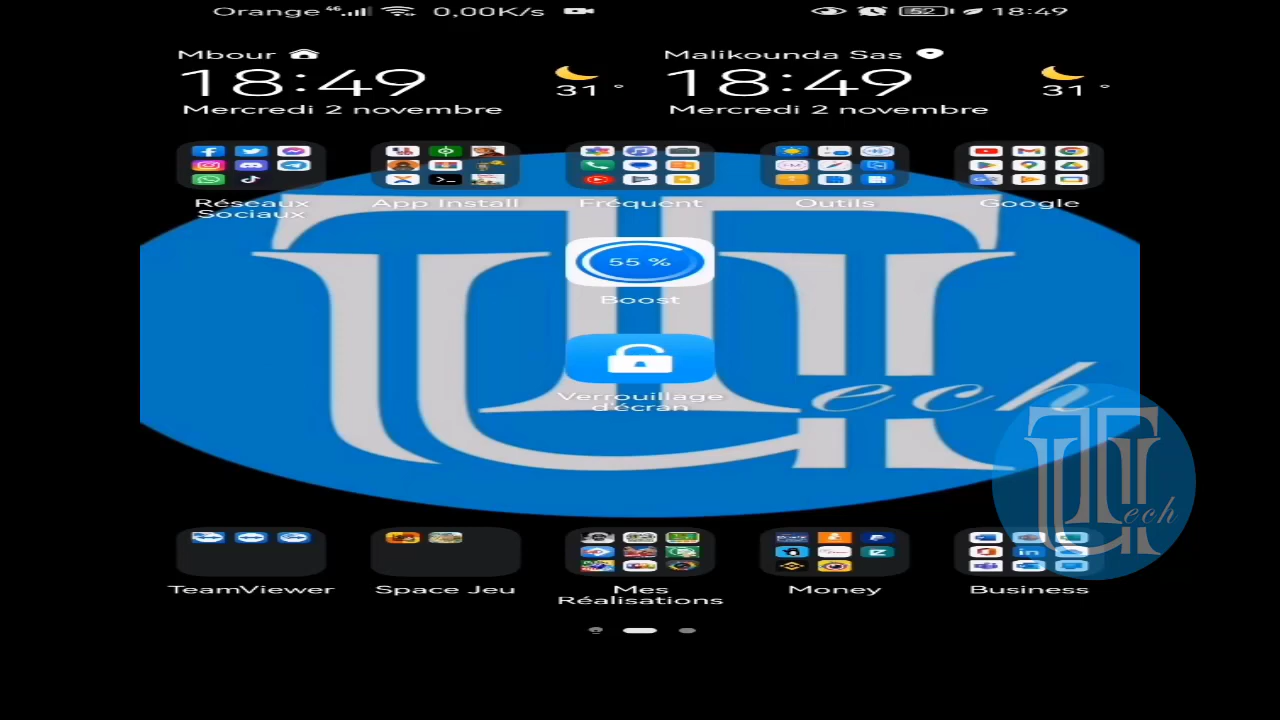 Orange 4G 0,00K/s 52 18:49
Mbour
18:49
31 °
Mercredi 2 novembre
Malikounda Sas
18:49
31 °
Mercredi 2 novembre
Réseaux
Sociaux
App Install
Fréquent
Outils
Google
55 %
Boost
Verrouillage
d'écran
ech
ech
TeamViewer
Space Jeu
Mes
Réalisations
Money
Business